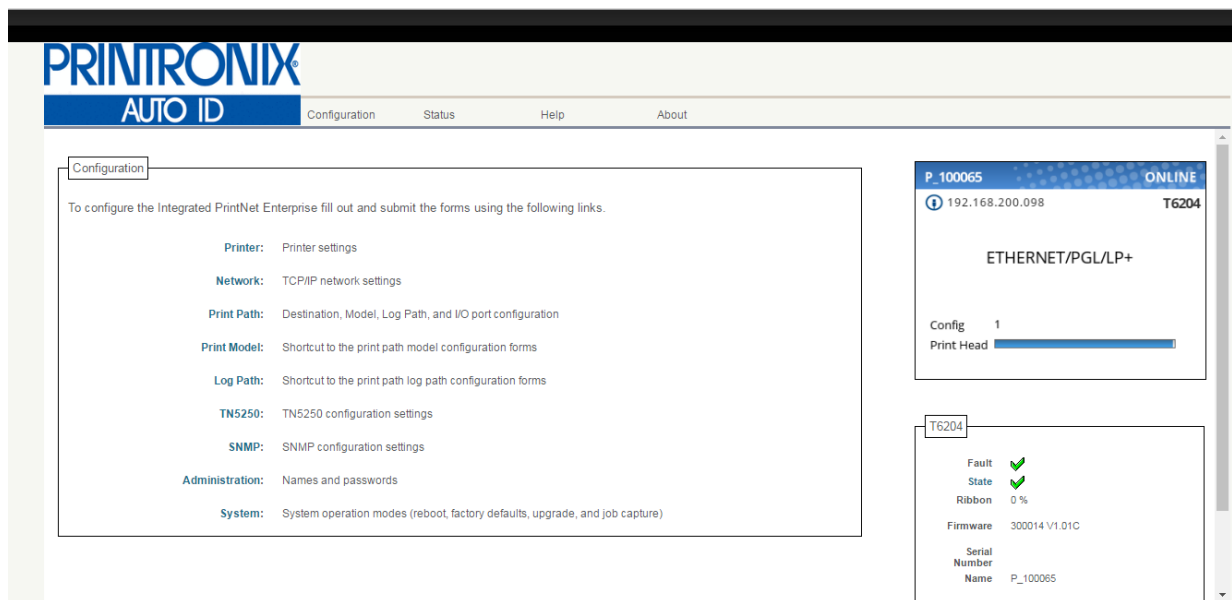 PRINTRONIX®
AUTO ID
Configuration Status Help About
Configuration
To configure the Integrated PrintNet Enterprise fill out and submit the forms using the following links.
Printer: Printer settings
Network: TCP/IP network settings
Print Path: Destination, Model, Log Path, and I/O port configuration
Print Model: Shortcut to the print path model configuration forms
Log Path: Shortcut to the print path log path configuration forms
TN5250: TN5250 configuration settings
SNMP: SNMP configuration settings
Administration: Names and passwords
System: System operation modes (reboot, factory defaults, upgrade, and job capture)
P_100065 ONLINE
192.168.200.098 T6204
ETHERNET/PGL/LP+
Config 1
Print Head
T6204
Fault
State
Ribbon 0 %
Firmware 300014 V1.01C
Serial
Number
Name P_100065